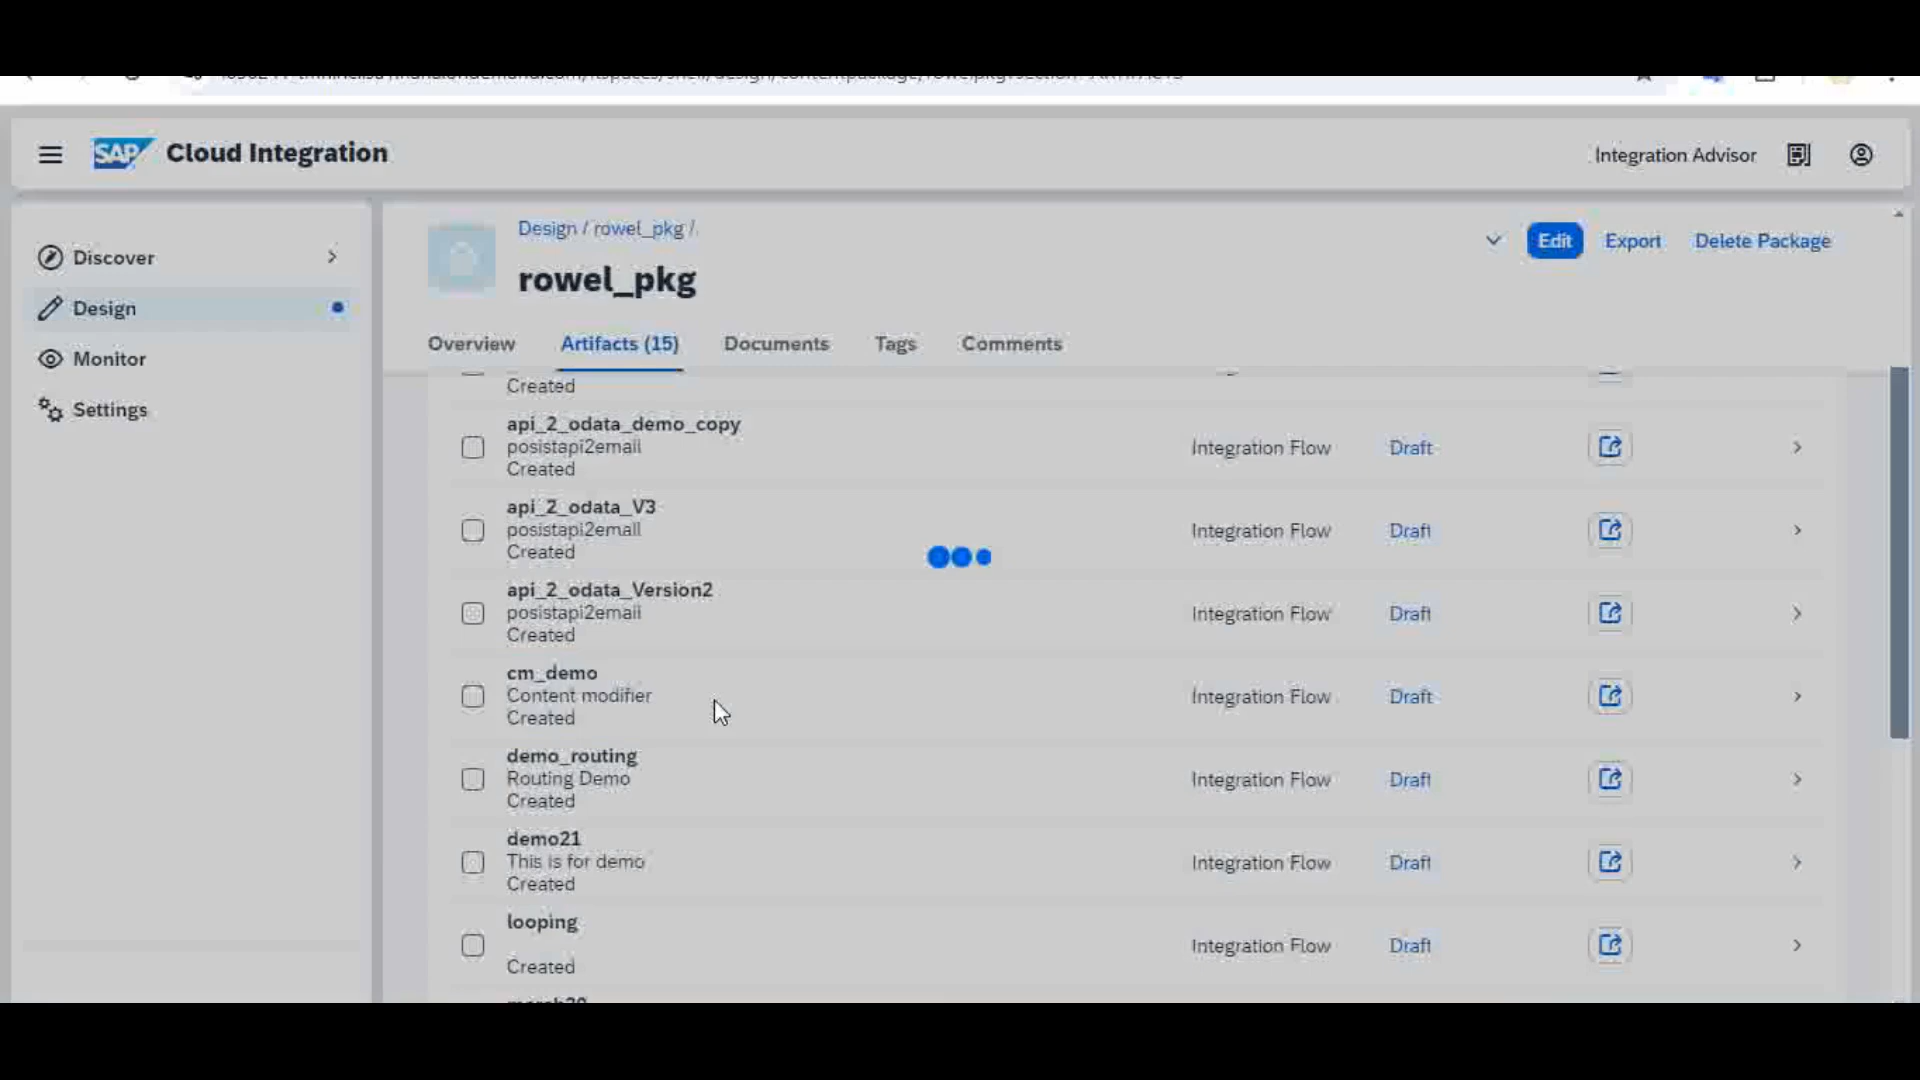 SAP Cloud Integration
Integration Advisor
Discover
Design
Monitor
Settings
Design / rowel_pkg /
rowel_pkg
Edit
Export
Delete Package
Overview
Artifacts (15)
Documents
Tags
Comments
Created
api_2_odata_demo_copy
posistapi2email
Created
Integration Flow
Draft
api_2_odata_V3
posistapi2email
Created
Integration Flow
Draft
api_2_odata_Version2
posistapi2email
Created
Integration Flow
Draft
cm_demo
Content modifier
Created
Integration Flow
Draft
demo_routing
Routing Demo
Created
Integration Flow
Draft
demo21
This is for demo
Created
Integration Flow
Draft
looping
Created
Integration Flow
Draft